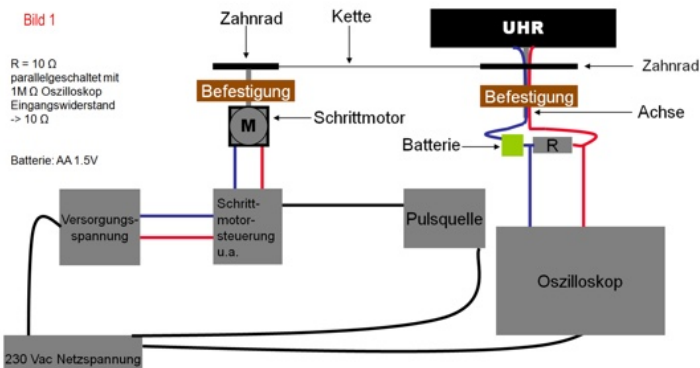 Bild 1
R = 10 Ω
parallelgeschaltet mit
1M Ω Oszilloskop
Eingangswiderstand
-> 10 Ω
Batterie: AA 1.5V
Zahnrad
Kette
UHR
Zahnrad
Befestigung
Befestigung
Achse
M
Schrittmotor
Batterie
R
Versorgungs-
spannung
Schritt-
motor-
steuerung
u.a.
Pulsquelle
Oszilloskop
230 Vac Netzspannung